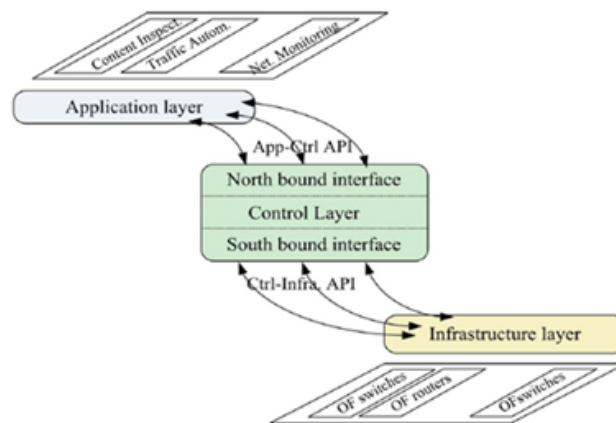 Content Inspect.
Traffic Autom.
Net. Monitoring
Application layer
App-Ctrl API
North bound interface
Control Layer
South bound interface
Ctrl-Infra. API
Infrastructure layer
OF switches
OF routers
OFswitches